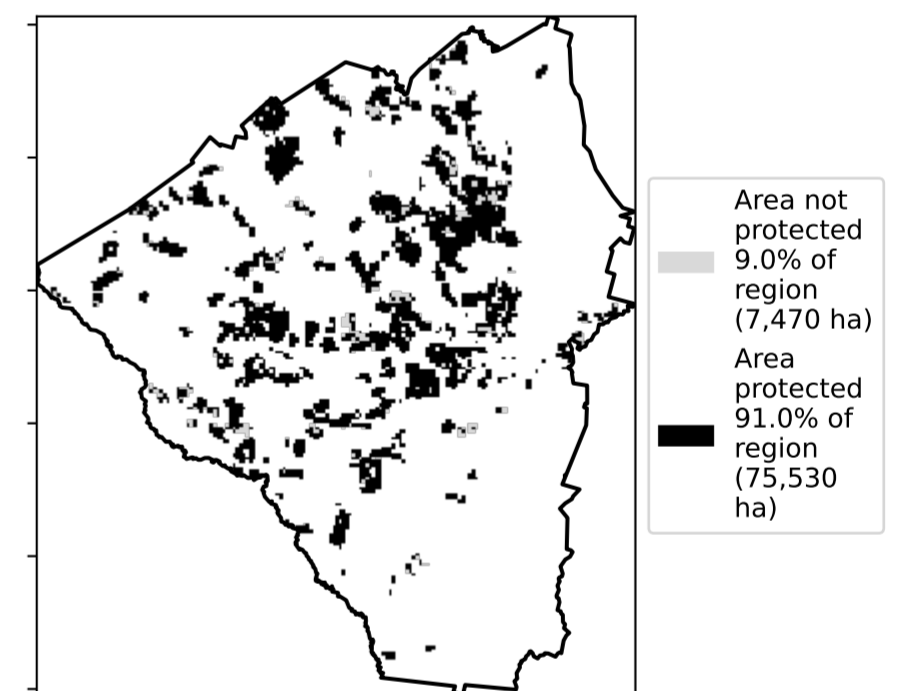 Area not
protected
9.0% of
region
(7,470 ha)
Area
protected
91.0% of
region
(75,530
ha)